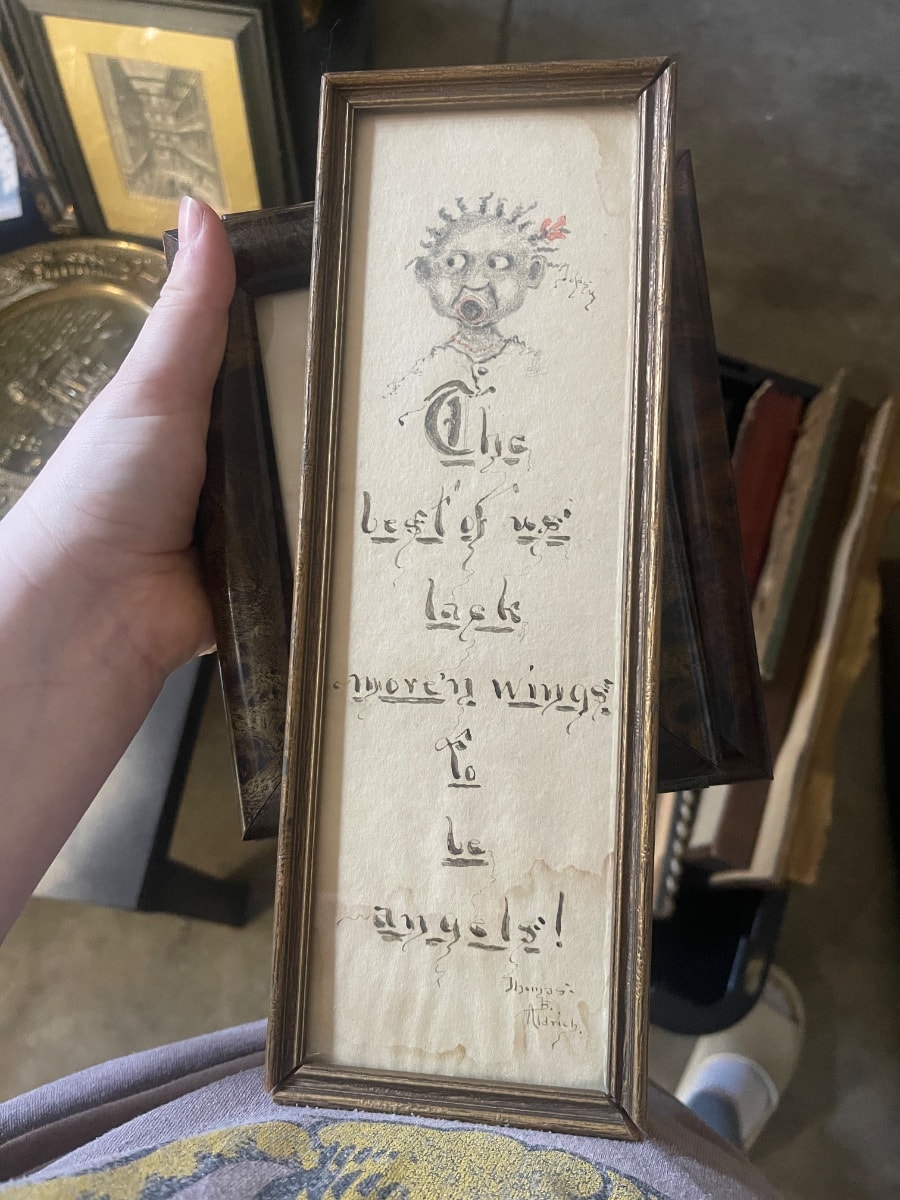 The
best of us
lack
more'n wings
to
be
angels!
Thomas
B.
Aldrich.